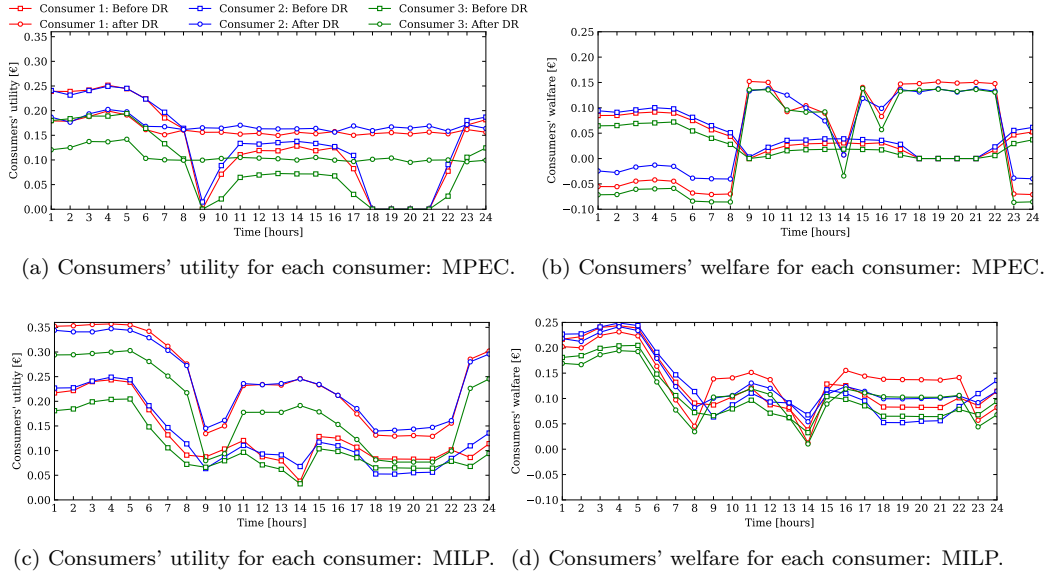 Consumer 1: Before DR
Consumer 1: after DR
Consumer 2: Before DR
Consumer 2: After DR
Consumer 3: Before DR
Consumer 3: After DR
Consumers' utility [€]
0.35
0.30
0.25
0.20
0.15
0.10
0.05
0.00
1 2 3 4 5 6 7 8 9 10 11 12 13 14 15 16 17 18 19 20 21 22 23 24
Time [hours]
Consumers' walfare [€]
0.25
0.20
0.15
0.10
0.05
0.00
−0.05
−0.10
1 2 3 4 5 6 7 8 9 10 11 12 13 14 15 16 17 18 19 20 21 22 23 24
Time [hours]
(a) Consumers' utility for each consumer: MPEC.
(b) Consumers' welfare for each consumer: MPEC.
Consumers' utiltiy [€]
0.35
0.30
0.25
0.20
0.15
0.10
0.05
0.00
1 2 3 4 5 6 7 8 9 10 11 12 13 14 15 16 17 18 19 20 21 22 23 24
Time [hours]
Consumers' walfare [€]
0.25
0.20
0.15
0.10
0.05
0.00
−0.05
−0.10
1 2 3 4 5 6 7 8 9 10 11 12 13 14 15 16 17 18 19 20 21 22 23 24
Time [hours]
(c) Consumers' utility for each consumer: MILP.
(d) Consumers' welfare for each consumer: MILP.